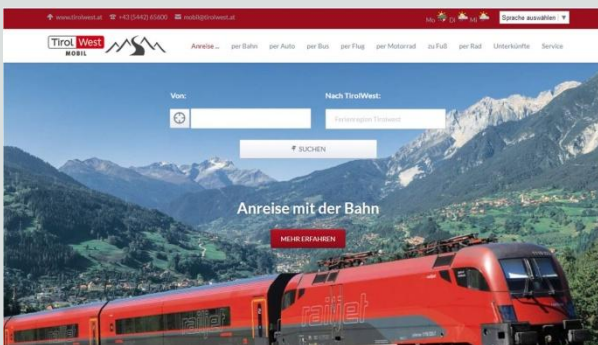 www.tirolwest.at +43 (5442) 65600 mobil@tirolwest.at Mo Di Mi Sprache auswählen
Tirol West
MOBIL
Anreise ... per Bahn per Auto per Bus per Flug per Motorrad zu Fuß per Rad Unterkünfte Service
Von: Nach TirolWest:
Ferienregion Tirolwest
SUCHEN
Anreise mit der Bahn
MEHR ERFAHREN
railjet railjet